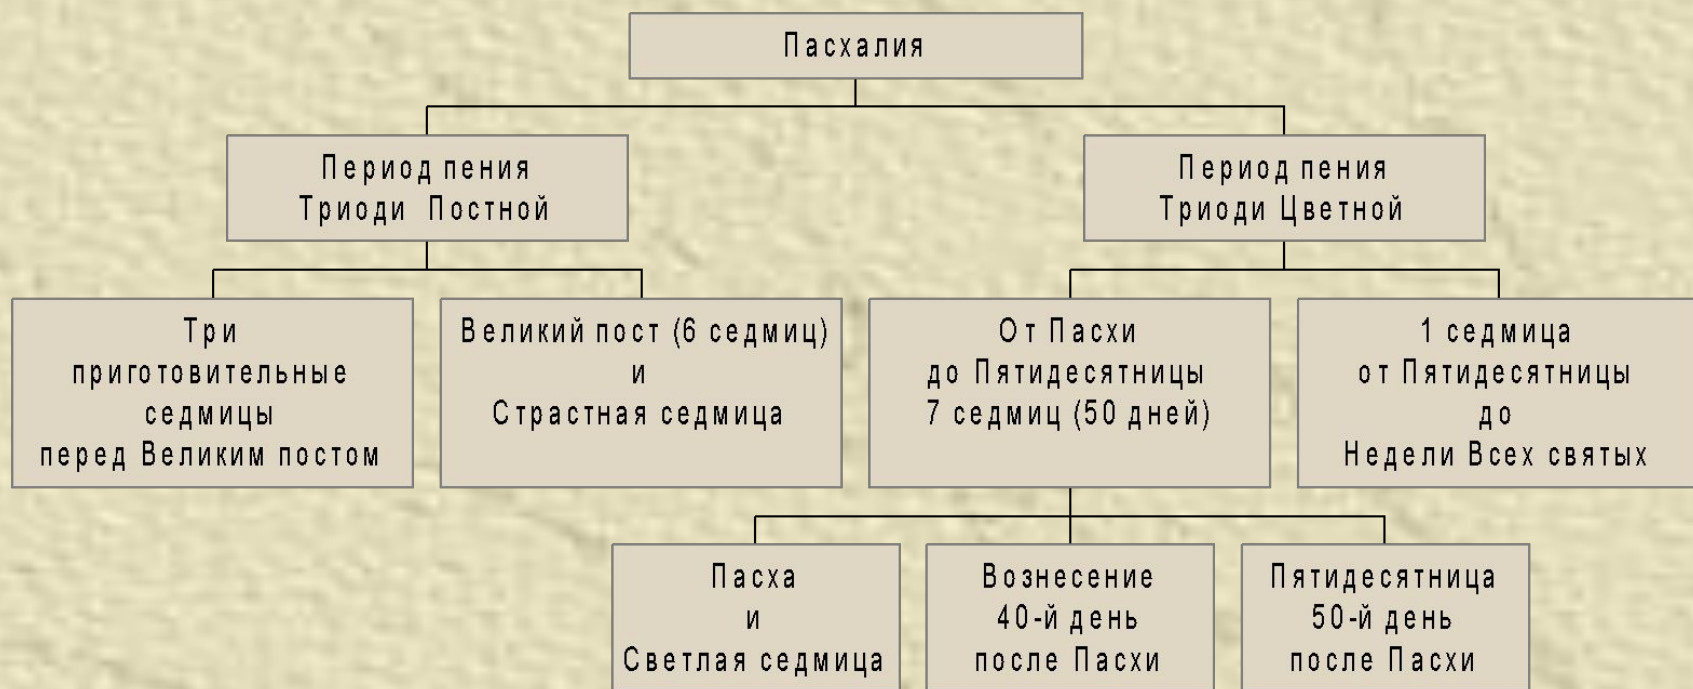 Пасхалия
Период пения
Триоди Постной
Период пения
Триоди Цветной
Три
приготовительные
седмицы
перед Великим постом
Великий пост (6 седмиц)
и
Страстная седмица
От Пасхи
до Пятидесятницы
7 седмиц (50 дней)
1 седмица
от Пятидесятницы
до
Недели Всех святых
Пасха
и
Светлая седмица
Вознесение
40-й день
после Пасхи
Пятидесятница
50-й день
после Пасхи